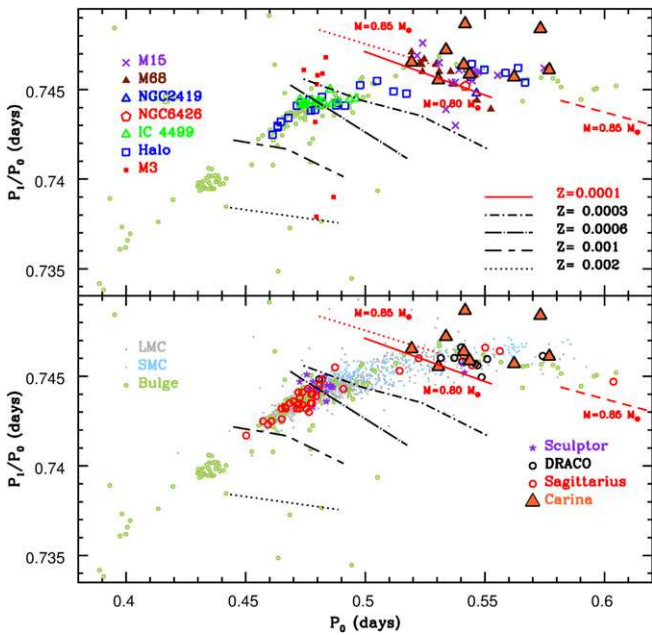 M=0.85 M
M15
M68
NGC2419
NGC6426
IC 4499
Halo
M3
M=0.80 M
M=0.85 M
Z=0.0001
Z= 0.0003
Z= 0.0006
Z= 0.001
Z= 0.002
0.745
0.74
0.735
P₁/P₀ (days)
M=0.85 M
LMC
SMC
Bulge
M=0.80 M
M=0.85 M
Sculptor
DRACO
Sagittarius
Carina
0.745
0.74
0.735
P₁/P₀ (days)
0.4
0.45
0.5
0.55
0.6
P₀ (days)